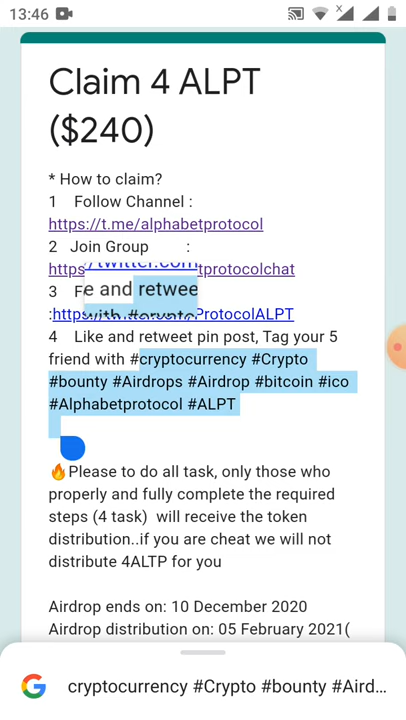 13:46
Claim 4 ALPT
($240)
* How to claim?
1 Follow Channel :
https://t.me/alphabetprotocol
2 Join Group :
https tprotocolchat
/twitter.com
e and retwee
3 F
:https ProtocolALPT
4 Like and retweet pin post, Tag your 5
friend with #cryptocurrency #Crypto
#bounty #Airdrops #Airdrop #bitcoin #ico
#Alphabetprotocol #ALPT
🔥Please to do all task, only those who
properly and fully complete the required
steps (4 task) will receive the token
distribution..if you are cheat we will not
distribute 4ALTP for you
Airdrop ends on: 10 December 2020
Airdrop distribution on: 05 February 2021(
cryptocurrency #Crypto #bounty #Aird...